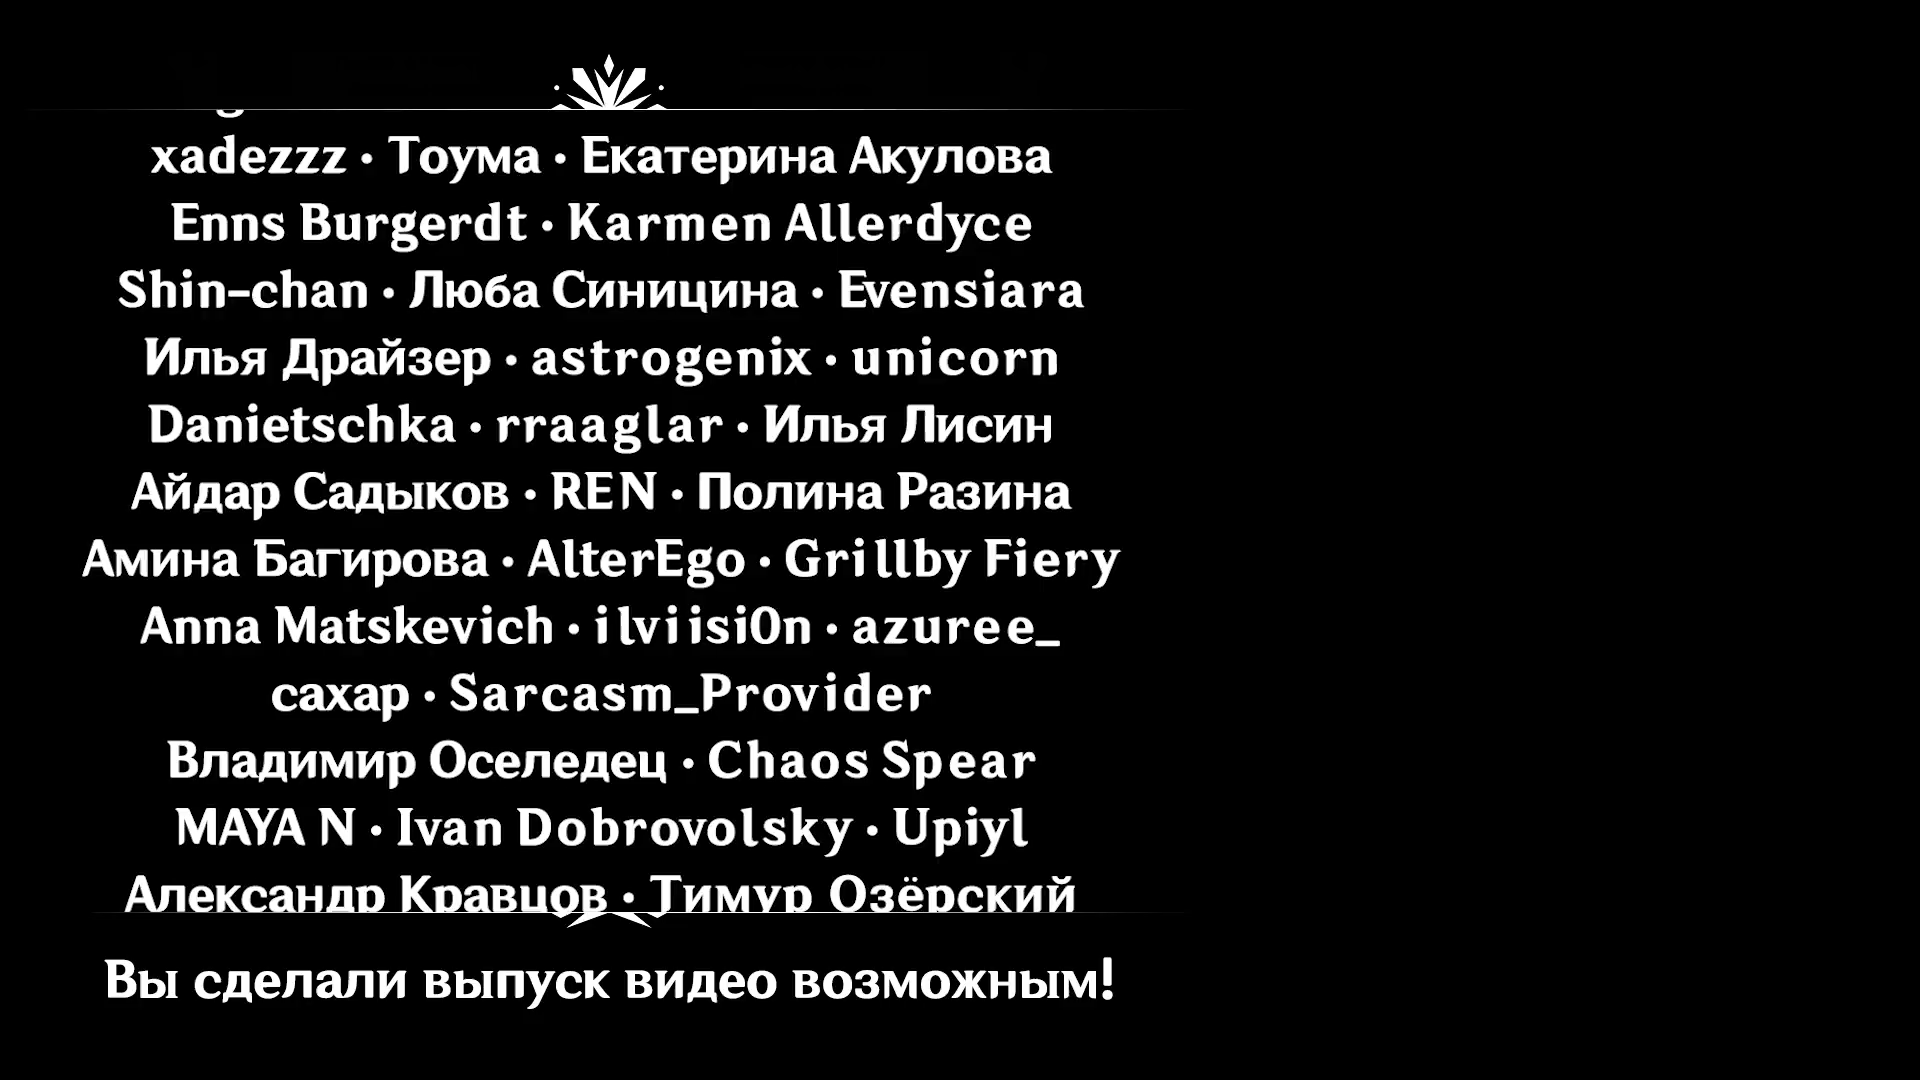 xadezzz • Тоума • Екатерина Акулова
Enns Burgerdt • Karmen Allerdyce
Shin-chan • Люба Синицина • Evensiara
Илья Драйзер • astrogenix • unicorn
Danietschka • rraaglar • Илья Лисин
Айдар Садыков • REN • Полина Разина
Амина Багирова • AlterEgo • Grillby Fiery
Anna Matskevich • ilviisi0n • azuree_
сахар • Sarcasm_Provider
Владимир Оселедец • Chaos Spear
MAYA N • Ivan Dobrovolsky • Upiyl
Александр Кравцов • Тимур Озёрский
Вы сделали выпуск видео возможным!